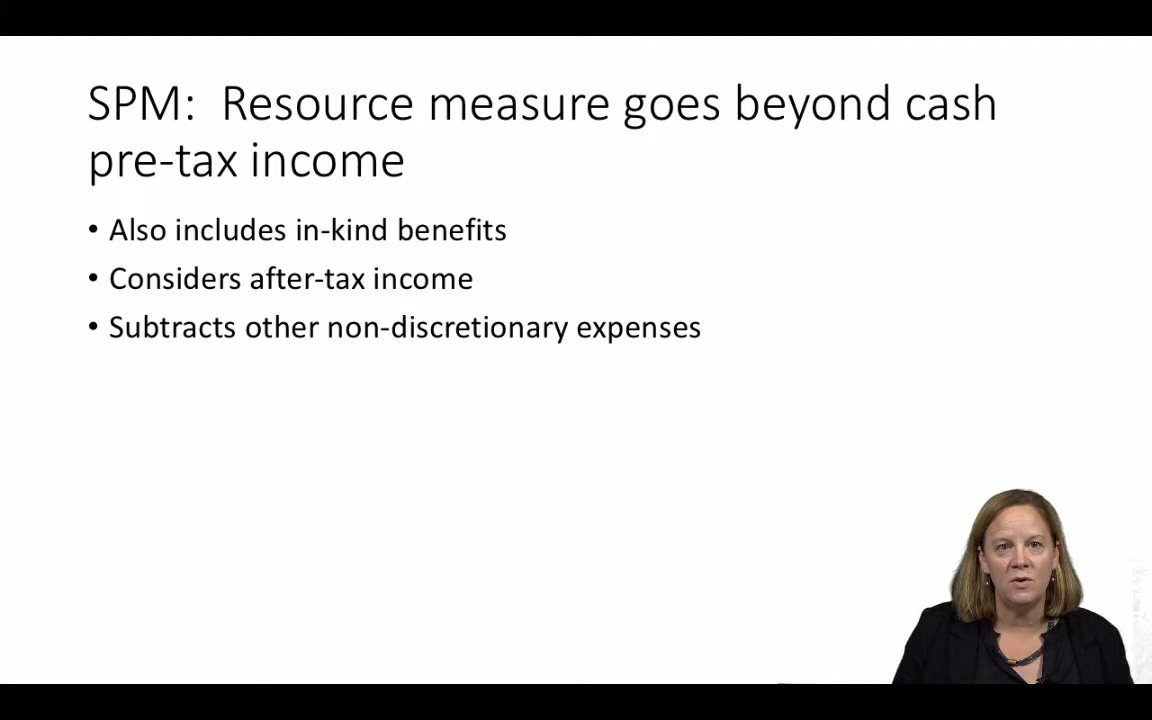 SPM:  Resource measure goes beyond cash
pre-tax income
• Also includes in-kind benefits
• Considers after-tax income
• Subtracts other non-discretionary expenses